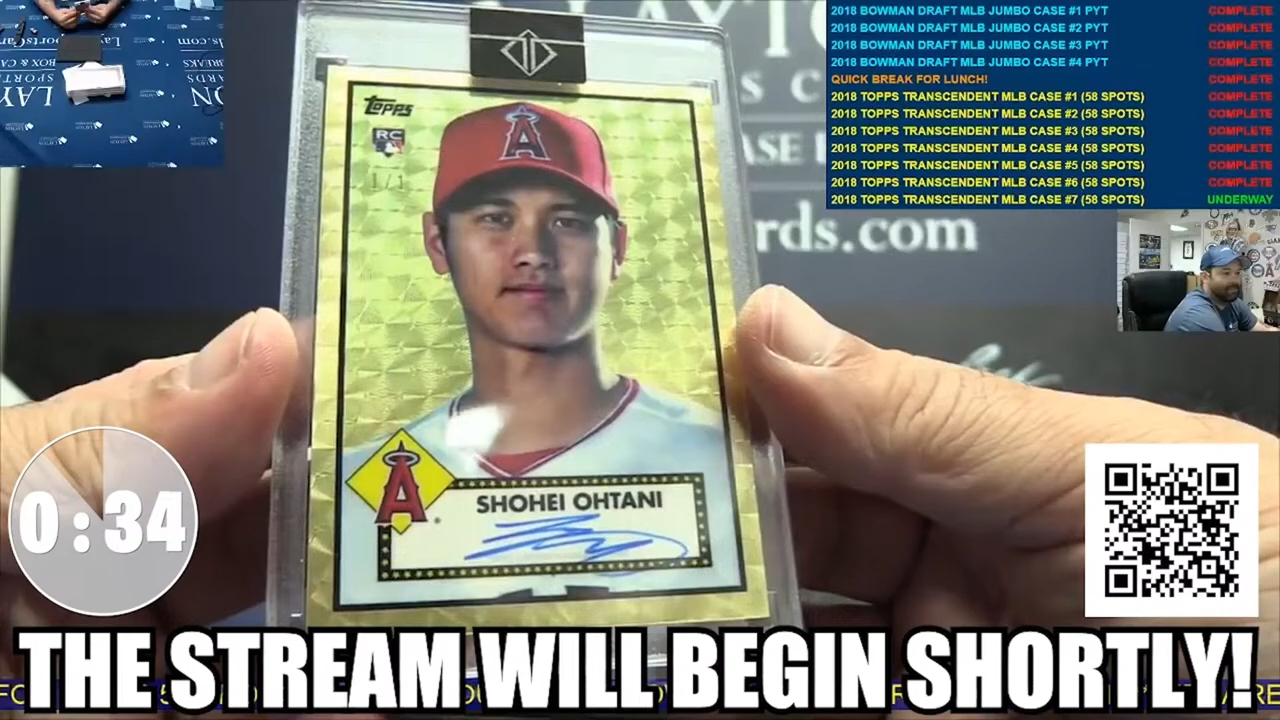 2018 BOWMAN DRAFT MLB JUMBO CASE #1 PYT COMPLETE
2018 BOWMAN DRAFT MLB JUMBO CASE #2 PYT COMPLETE
2018 BOWMAN DRAFT MLB JUMBO CASE #3 PYT COMPLETE
2018 BOWMAN DRAFT MLB JUMBO CASE #4 PYT COMPLETE
QUICK BREAK FOR LUNCH! COMPLETE
2018 TOPPS TRANSCENDENT MLB CASE #1 (58 SPOTS) COMPLETE
2018 TOPPS TRANSCENDENT MLB CASE #2 (58 SPOTS) COMPLETE
2018 TOPPS TRANSCENDENT MLB CASE #3 (58 SPOTS) COMPLETE
2018 TOPPS TRANSCENDENT MLB CASE #4 (58 SPOTS) COMPLETE
2018 TOPPS TRANSCENDENT MLB CASE #5 (58 SPOTS) COMPLETE
2018 TOPPS TRANSCENDENT MLB CASE #6 (58 SPOTS) COMPLETE
2018 TOPPS TRANSCENDENT MLB CASE #7 (58 SPOTS) UNDERWAY
Topps
RC
1/1
A
rds.com
A
SHOHEI OHTANI
0:34
THE STREAM WILL BEGIN SHORTLY!